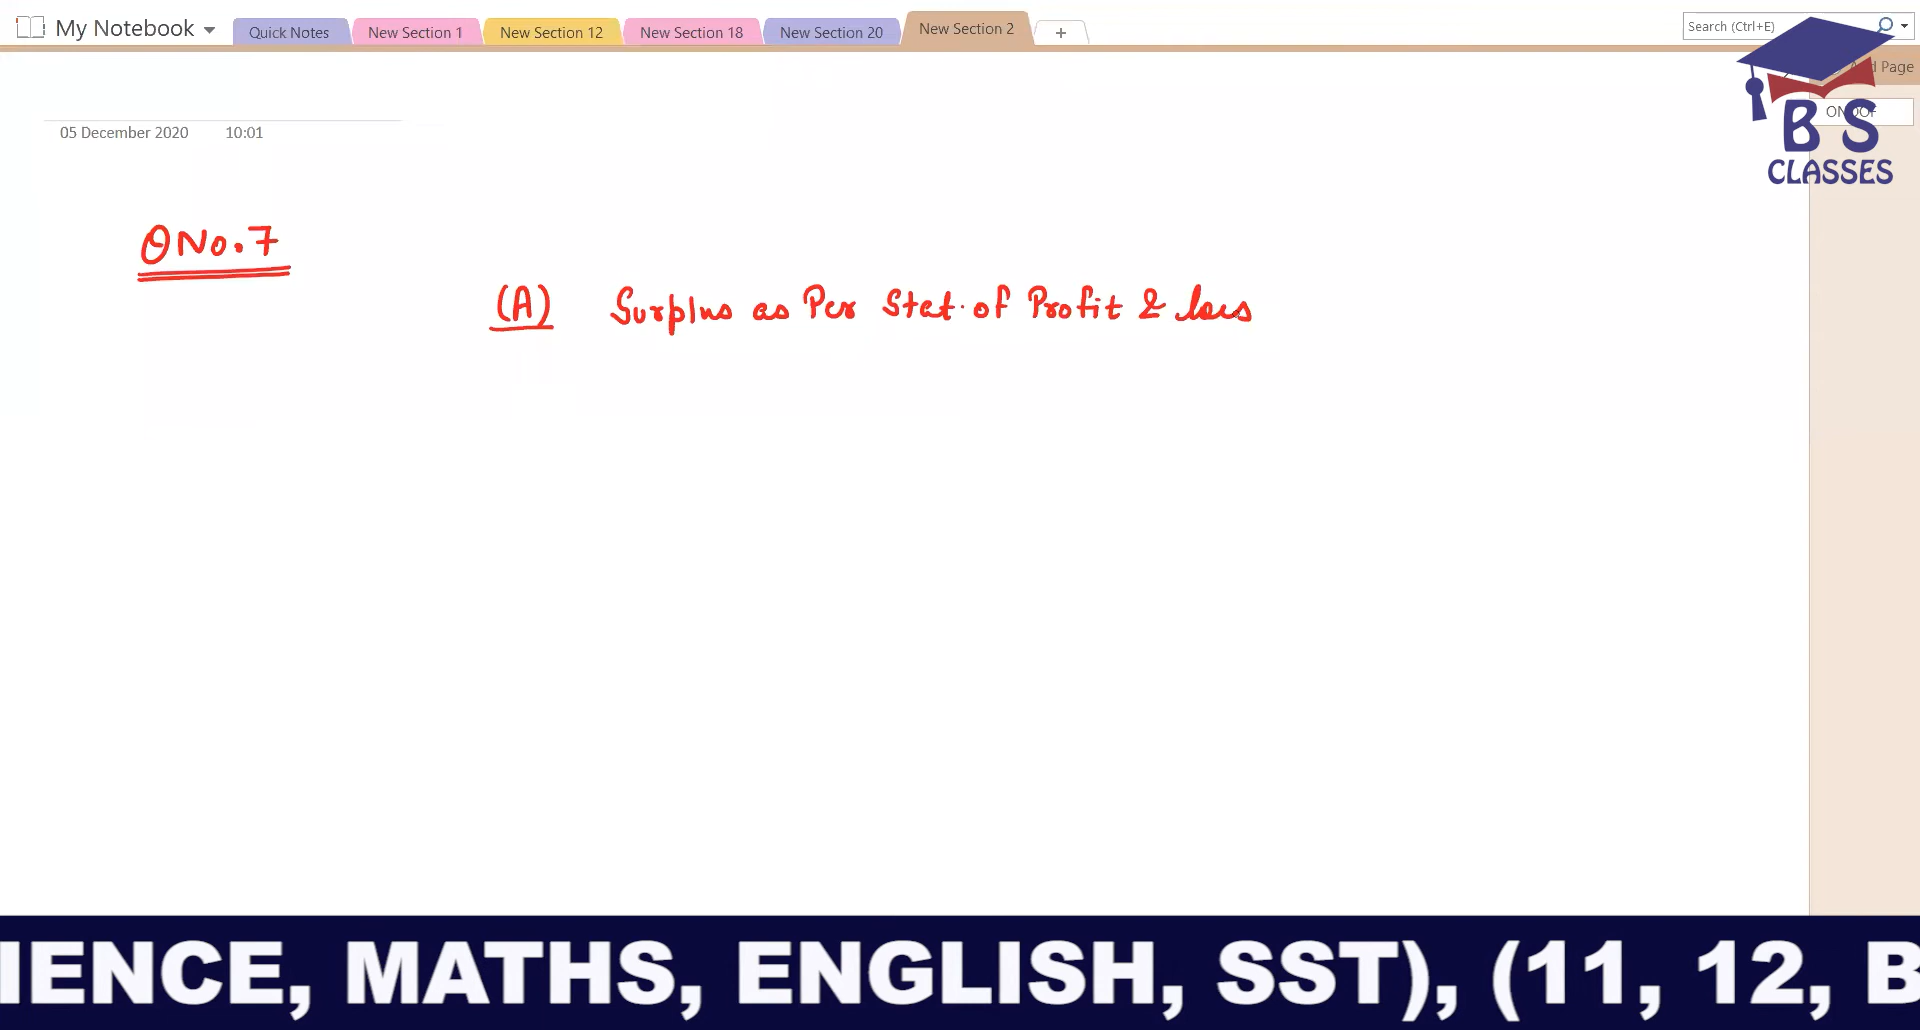 My Notebook
Quick Notes
New Section 1
New Section 12
New Section 18
New Section 20
New Section 2
+
Search (Ctrl+E)
d Page
B S
CLASSES
05 December 2020 10:01
QNo.7
(A) Surplus as Per Stat. of Profit & loss
IENCE, MATHS, ENGLISH, SST), (11, 12, B